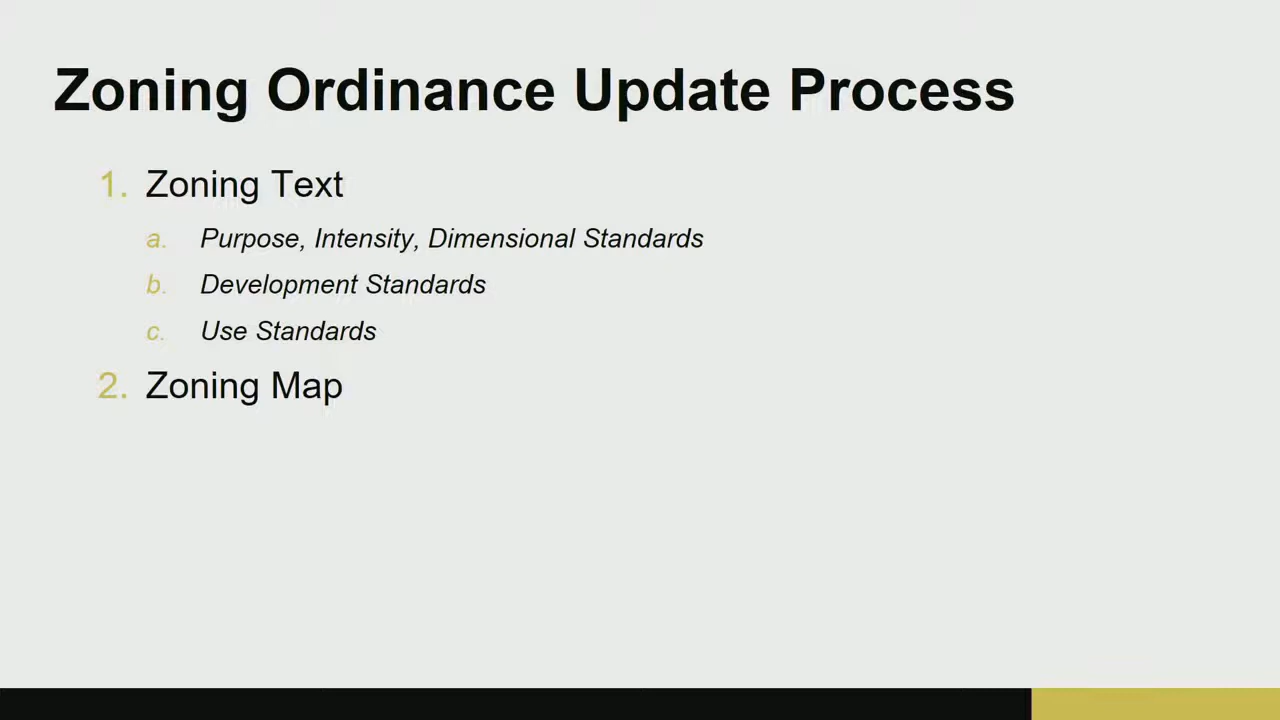 Zoning Ordinance Update Process
1. Zoning Text
a. Purpose, Intensity, Dimensional Standards
b. Development Standards
c. Use Standards
2. Zoning Map